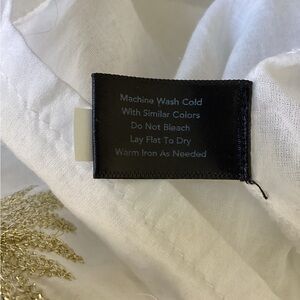 Machine Wash Cold
With Similar Colors
Do Not Bleach
Lay Flat To Dry
Warm Iron As Needed